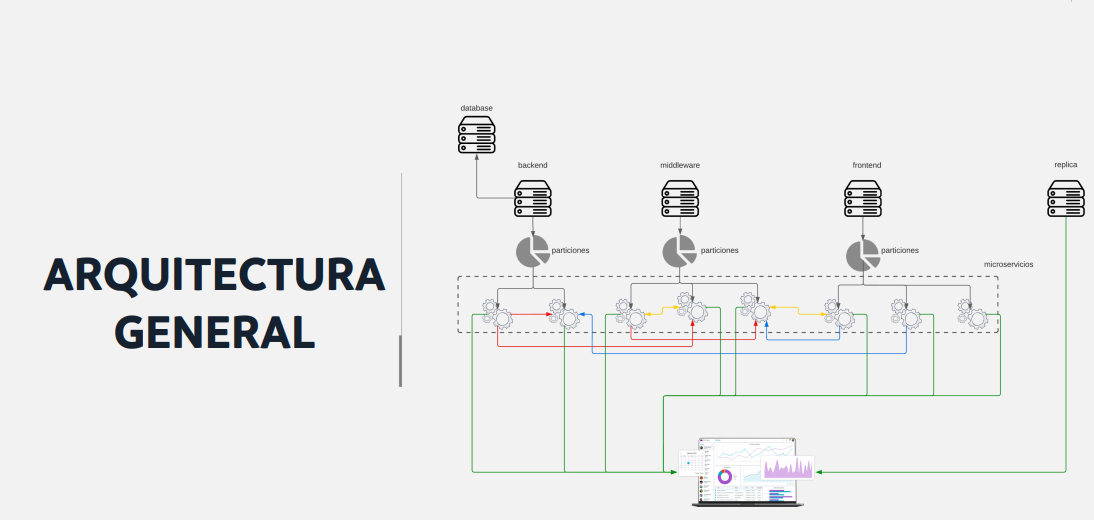 ARQUITECTURA
GENERAL
database
backend
middleware
frontend
replica
particiones
particiones
particiones
microservicios